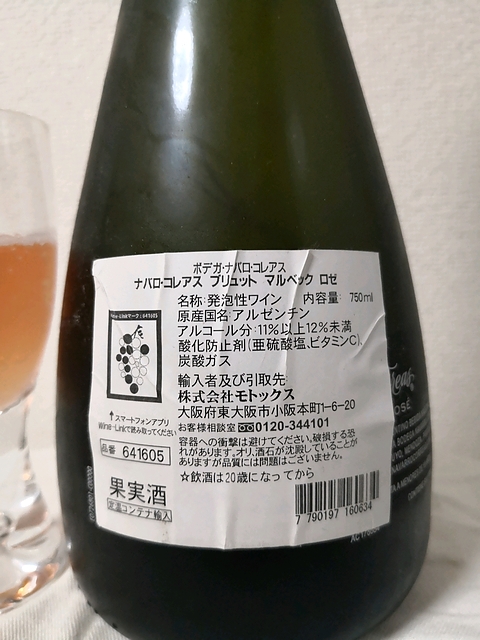 ボデガ・ナバロ・コレアス
ナバロ・コレアス ブリュット マルベック ロゼ
名称:発泡性ワイン 内容量: 750ml
原産国名:アルゼンチン
アルコール分:11%以上12%未満
酸化防止剤(亜硫酸塩、ビタミンC)、
炭酸ガス
輸入者及び引取先:
株式会社モトックス
大阪府東大阪市小阪本町1-6-20
お客様相談室 0120-344101
容器への衝撃は避けてください。破損する恐
れがあります。オリ、酒石が沈殿していることが
ありますが品質には問題はございません。
☆飲酒は20歳になってから
Wine-Linkマーク:641605
↑スマートフォンアプリ
Wine-Linkで読み取ってください
品番 641605
果実酒
定温コンテナ輸入
7 790197 160634
OSÉ